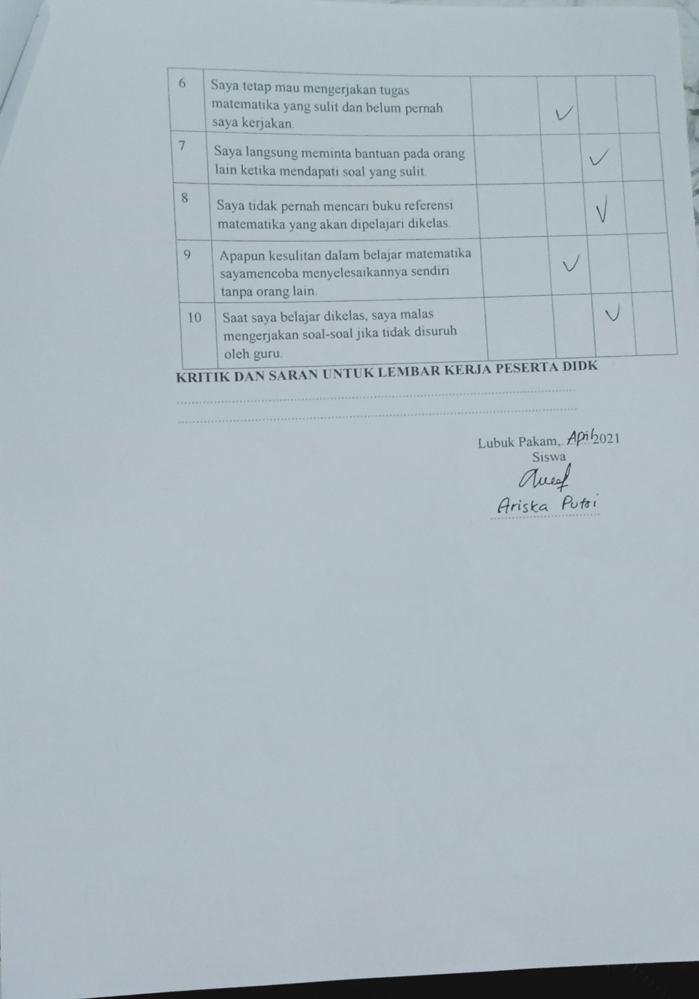 6 Saya tetap mau mengerjakan tugas
matematika yang sulit dan belum pernah
saya kerjakan.
7 Saya langsung meminta bantuan pada orang
lain ketika mendapati soal yang sulit.
8 Saya tidak pernah mencari buku referensi
matematika yang akan dipelajari dikelas.
9 Apapun kesulitan dalam belajar matematika
sayamencoba menyelesaikannya sendiri
tanpa orang lain.
10 Saat saya belajar dikelas, saya malas
mengerjakan soal-soal jika tidak disuruh
oleh guru.
KRITIK DAN SARAN UNTUK LEMBAR KERJA PESERTA DIDK
Lubuk Pakam, April 2021
Siswa
Ariska Putri